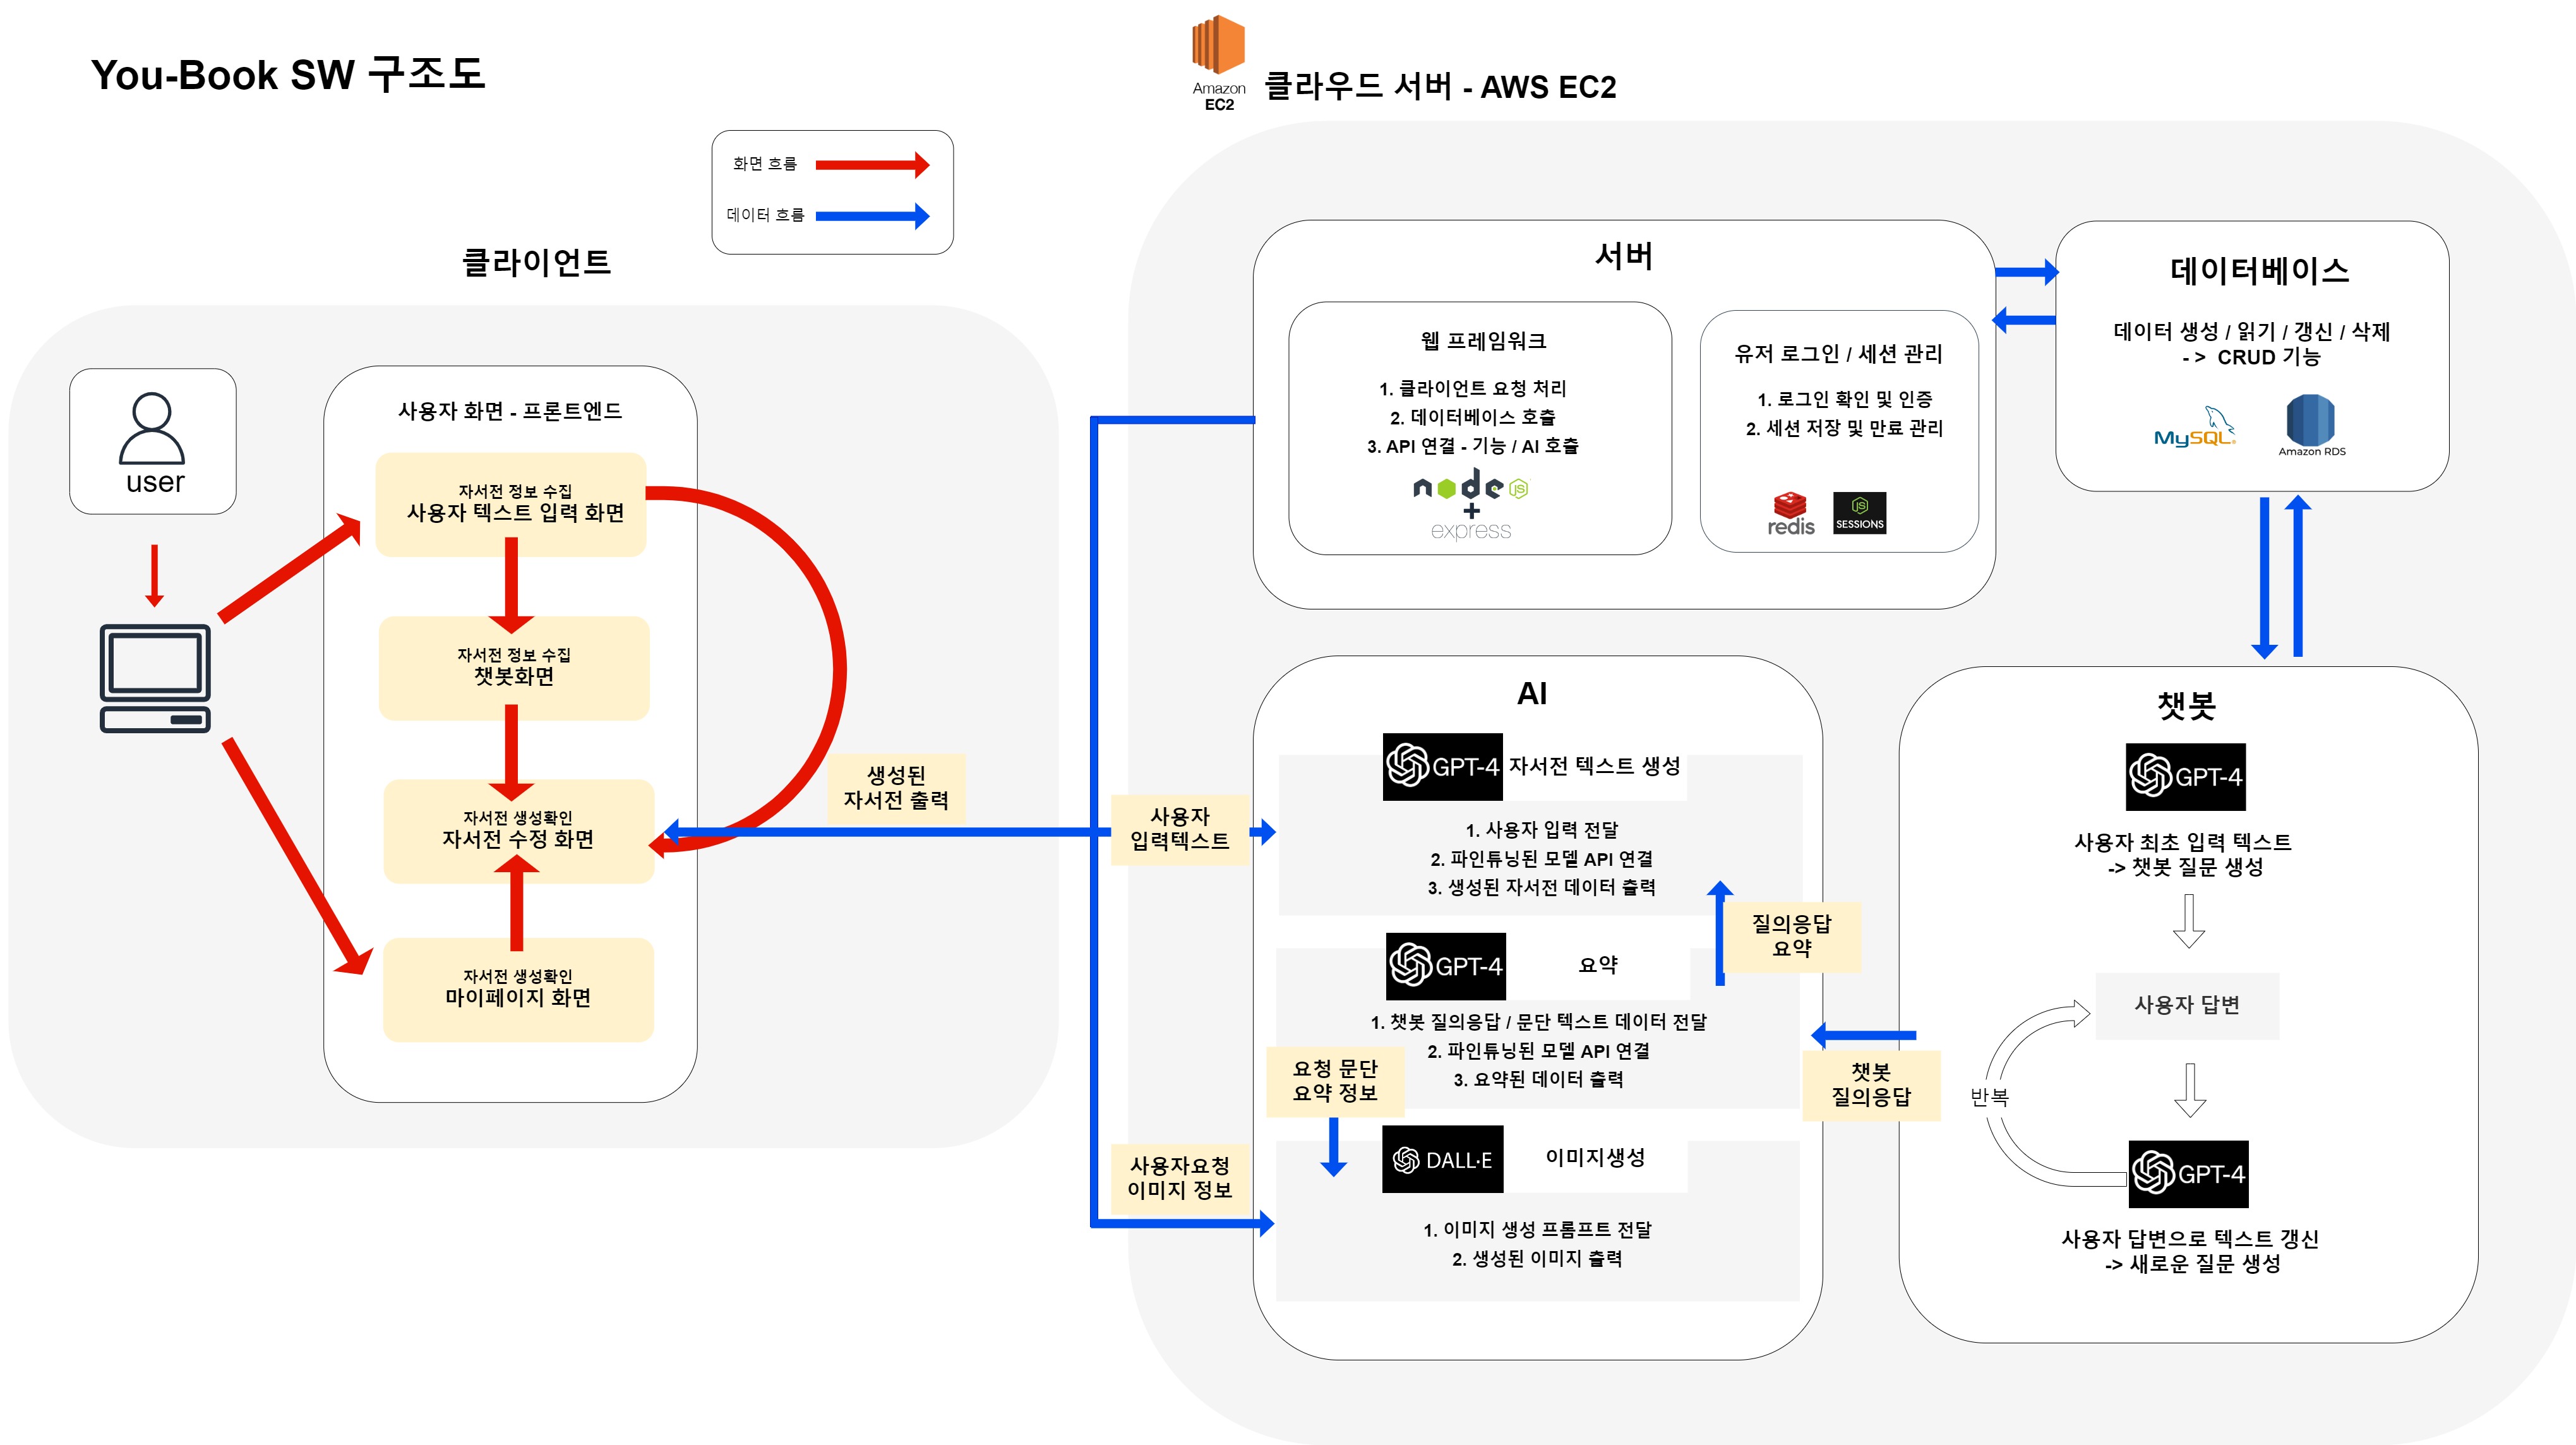 You-Book SW 구조도
Amazon
EC2
클라우드 서버 - AWS EC2
화면 흐름
데이터 흐름
클라이언트
user
사용자 화면 - 프론트엔드
자서전 정보 수집
사용자 텍스트 입력 화면
자서전 정보 수집
챗봇화면
자서전 생성확인
자서전 수정 화면
자서전 생성확인
마이페이지 화면
생성된
자서전 출력
사용자
입력텍스트
사용자요청
이미지 정보
서버
웹 프레임워크
1. 클라이언트 요청 처리
2. 데이터베이스 호출
3. API 연결 - 기능 / AI 호출
node JS
+
express
유저 로그인 / 세션 관리
1. 로그인 확인 및 인증
2. 세션 저장 및 만료 관리
redis
JS
SESSIONS
데이터베이스
데이터 생성 / 읽기 / 갱신 / 삭제
- > CRUD 기능
MySQL
Amazon RDS
AI
GPT-4 자서전 텍스트 생성
1. 사용자 입력 전달
2. 파인튜닝된 모델 API 연결
3. 생성된 자서전 데이터 출력
질의응답
요약
GPT-4 요약
1. 챗봇 질의응답 / 문단 텍스트 데이터 전달
2. 파인튜닝된 모델 API 연결
3. 요약된 데이터 출력
요청 문단
요약 정보
DALL·E 이미지생성
1. 이미지 생성 프롬프트 전달
2. 생성된 이미지 출력
챗봇
질의응답
챗봇
GPT-4
사용자 최초 입력 텍스트
-> 챗봇 질문 생성
사용자 답변
반복
GPT-4
사용자 답변으로 텍스트 갱신
-> 새로운 질문 생성